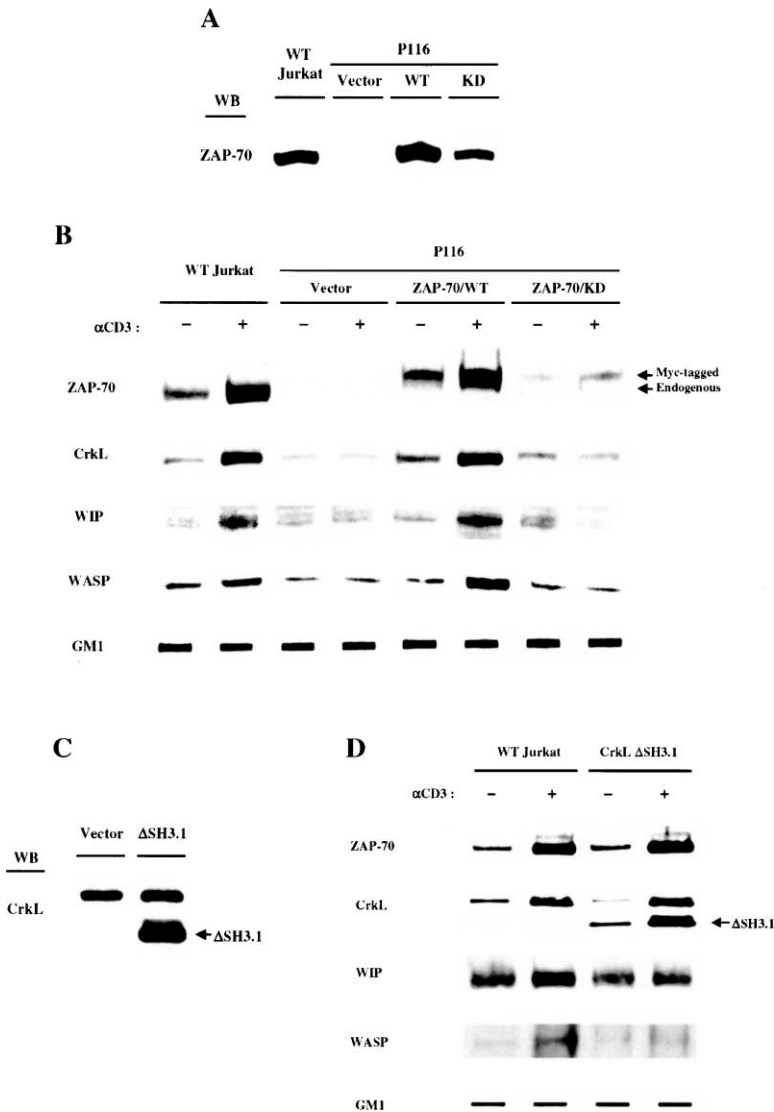 A
WT Jurkat
P116
Vector WT KD
WB
ZAP-70
B
WT Jurkat
P116
Vector ZAP-70/WT ZAP-70/KD
αCD3 : – + – + – + – +
ZAP-70
Myc-tagged
Endogenous
CrkL
WIP
WASP
GM1
C
Vector ΔSH3.1
WB
CrkL
ΔSH3.1
D
WT Jurkat CrkL ΔSH3.1
αCD3 : – + – +
ZAP-70
CrkL
ΔSH3.1
WIP
WASP
GM1